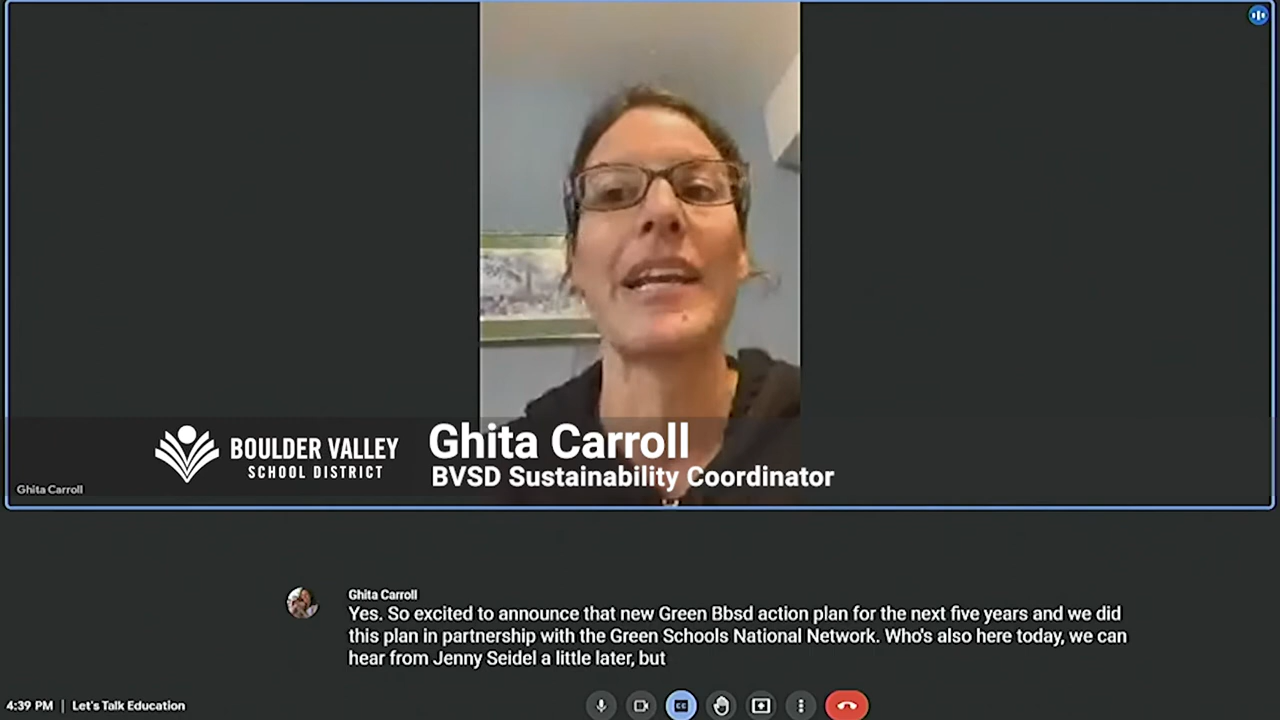 BOULDER VALLEY
SCHOOL DISTRICT
Ghita Carroll
BVSD Sustainability Coordinator
Ghita Carroll
Ghita Carroll
Yes. So excited to announce that new Green Bbsd action plan for the next five years and we did
this plan in partnership with the Green Schools National Network. Who's also here today, we can
hear from Jenny Seidel a little later, but
4:39 PM | Let's Talk Education
CC